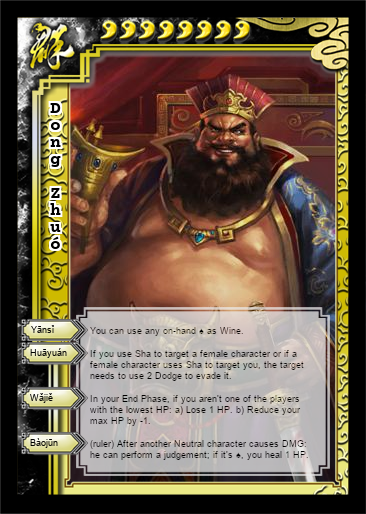 群
Dong Zhuó
Yānsǐ
You can use any on-hand ♠ as Wine.
Huāyuán
If you use Sha to target a female character or if a
female character uses Sha to target you, the target
needs to use 2 Dodge to evade it.
Wǎjiě
In your End Phase, if you aren't one of the players
with the lowest HP: a) Lose 1 HP. b) Reduce your
max HP by -1.
Bàojūn
(ruler) After another Neutral character causes DMG:
he can perform a judgement; if it's ♠, you heal 1 HP.